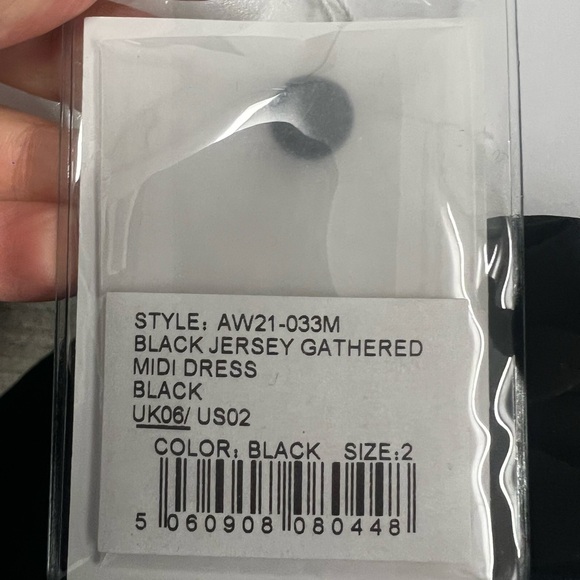 STYLE: AW21-033M
BLACK JERSEY GATHERED
MIDI DRESS
BLACK
UK06/ US02
COLOR: BLACK SIZE:2
5 060908 080448